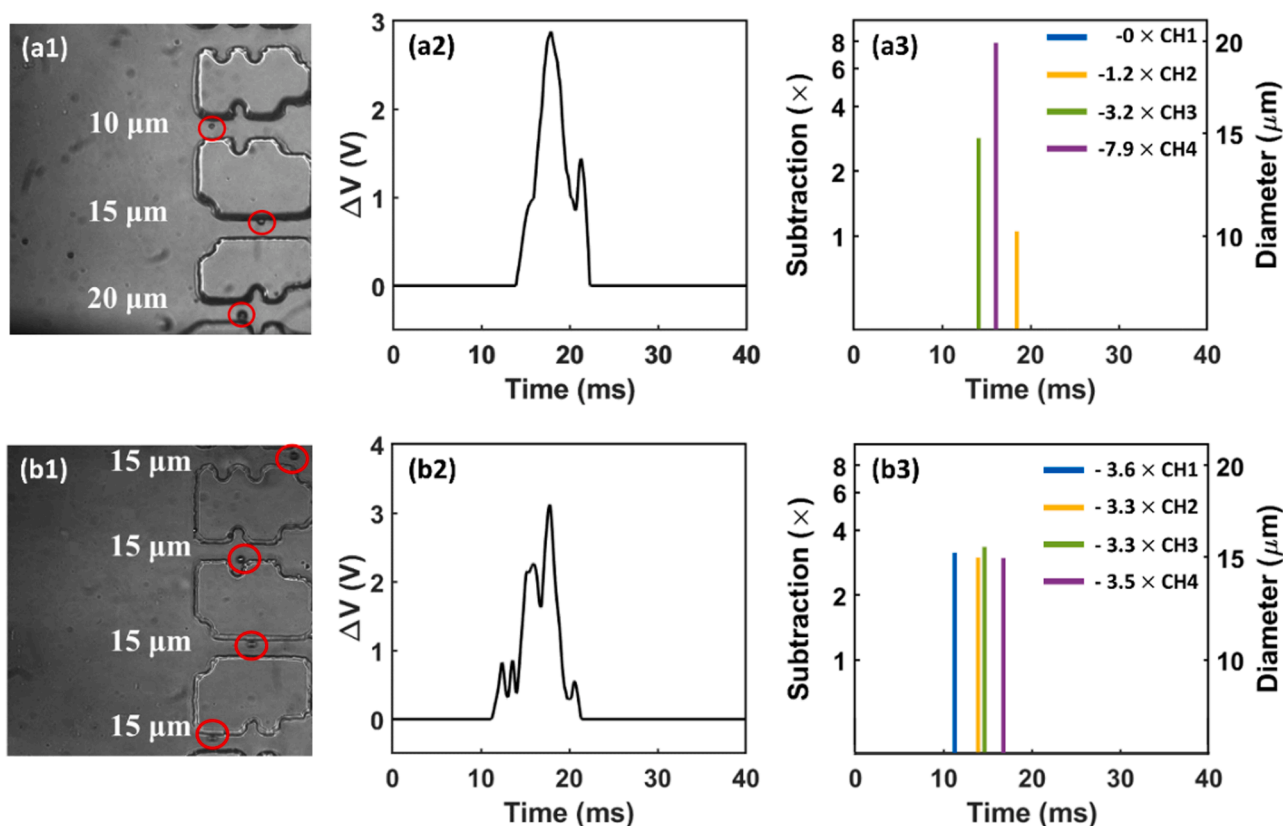 (a1)
10 μm
15 μm
20 μm
(a2)
ΔV (V)
3
2
1
0
0 10 20 30 40
Time (ms)
(a3)
Subtraction (×)
8
6
4
2
1
-0 × CH1
-1.2 × CH2
-3.2 × CH3
-7.9 × CH4
20
15
10
Diameter (μm)
0 10 20 30 40
Time (ms)
(b1)
15 μm
15 μm
15 μm
15 μm
(b2)
ΔV (V)
4
3
2
1
0
0 10 20 30 40
Time (ms)
(b3)
Subtraction (×)
8
6
4
2
1
- 3.6 × CH1
- 3.3 × CH2
- 3.3 × CH3
- 3.5 × CH4
20
15
10
Diameter (μm)
0 10 20 30 40
Time (ms)